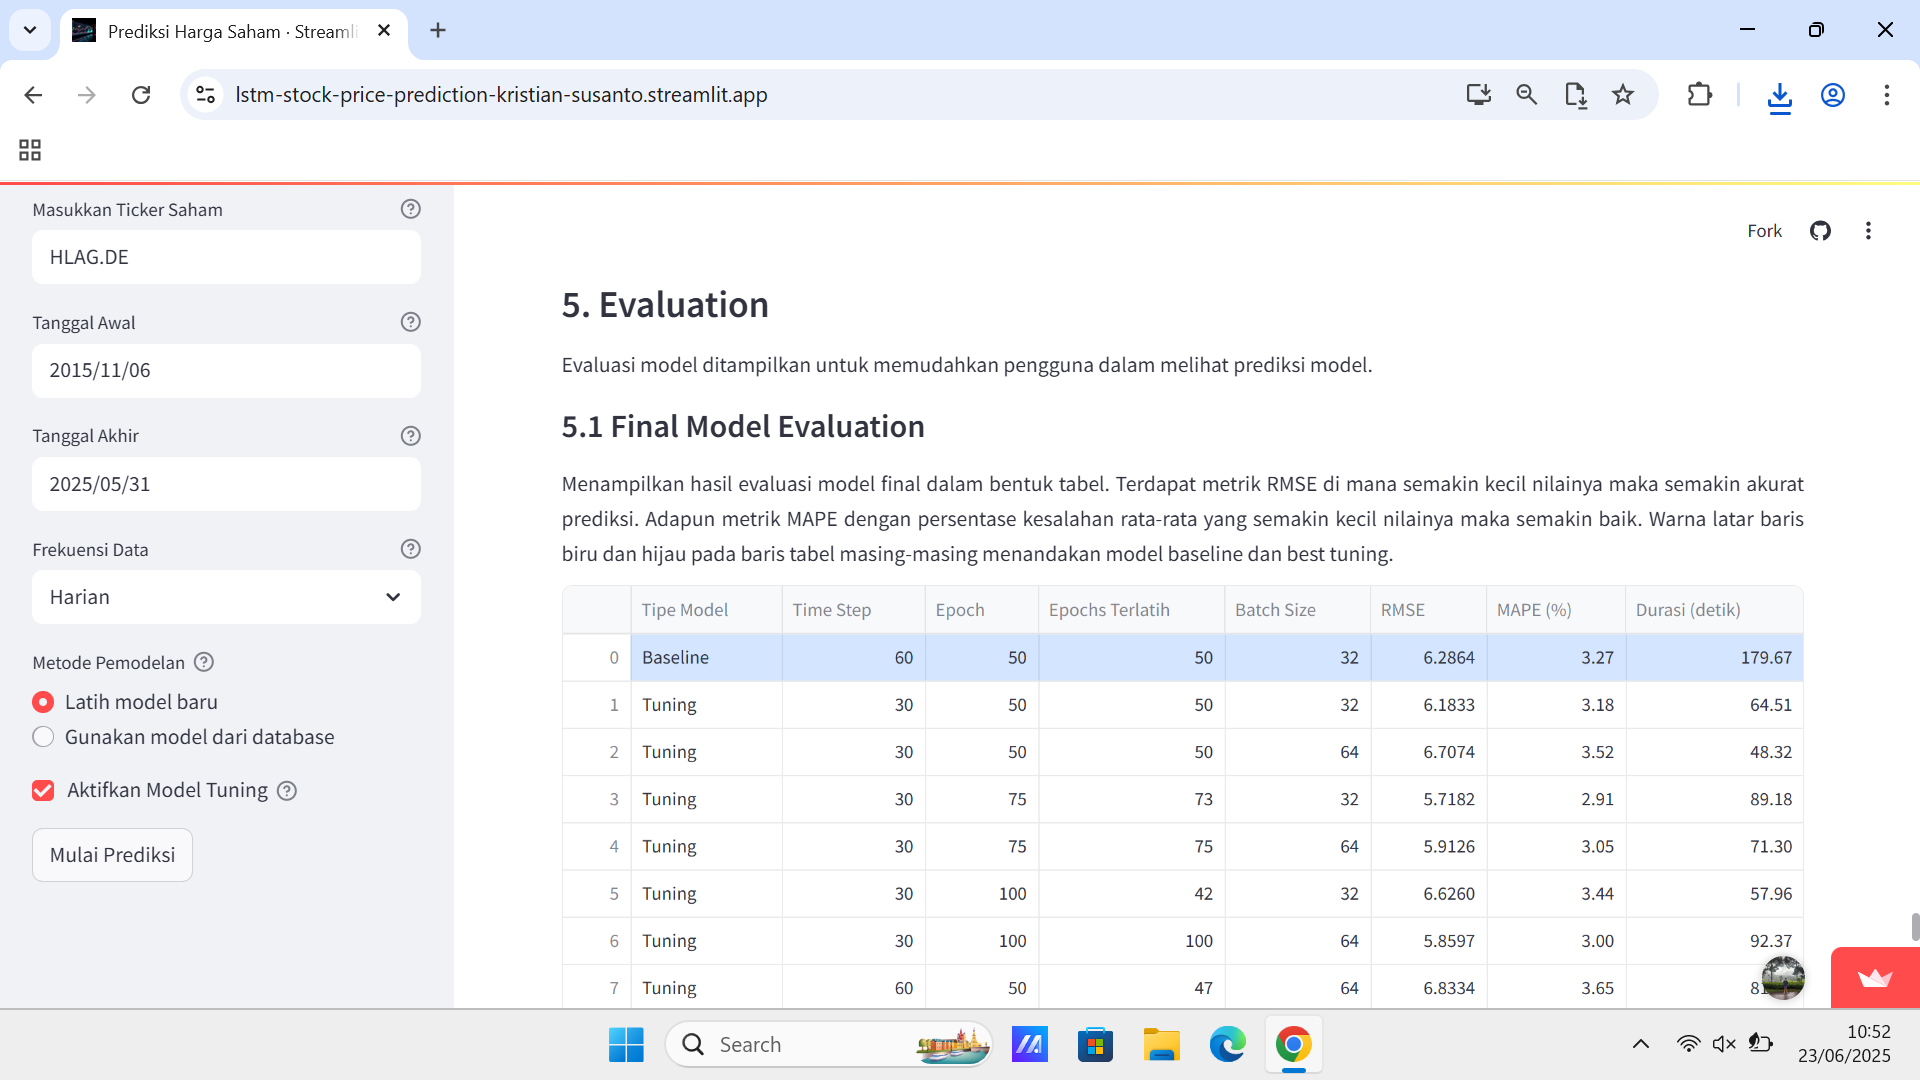 Prediksi Harga Saham · Streamli
lstm-stock-price-prediction-kristian-susanto.streamlit.app
Masukkan Ticker Saham
HLAG.DE
Tanggal Awal
2015/11/06
Tanggal Akhir
2025/05/31
Frekuensi Data
Harian
Metode Pemodelan
Latih model baru
Gunakan model dari database
Aktifkan Model Tuning
Mulai Prediksi
Fork
5. Evaluation
Evaluasi model ditampilkan untuk memudahkan pengguna dalam melihat prediksi model.
5.1 Final Model Evaluation
Menampilkan hasil evaluasi model final dalam bentuk tabel. Terdapat metrik RMSE di mana semakin kecil nilainya maka semakin akurat
prediksi. Adapun metrik MAPE dengan persentase kesalahan rata-rata yang semakin kecil nilainya maka semakin baik. Warna latar baris
biru dan hijau pada baris tabel masing-masing menandakan model baseline dan best tuning.
Tipe Model Time Step Epoch Epochs Terlatih Batch Size RMSE MAPE (%) Durasi (detik)
0 Baseline 60 50 50 32 6.2864 3.27 179.67
1 Tuning 30 50 50 32 6.1833 3.18 64.51
2 Tuning 30 50 50 64 6.7074 3.52 48.32
3 Tuning 30 75 73 32 5.7182 2.91 89.18
4 Tuning 30 75 75 64 5.9126 3.05 71.30
5 Tuning 30 100 42 32 6.6260 3.44 57.96
6 Tuning 30 100 100 64 5.8597 3.00 92.37
7 Tuning 60 50 47 64 6.8334 3.65
Search
10:52
23/06/2025